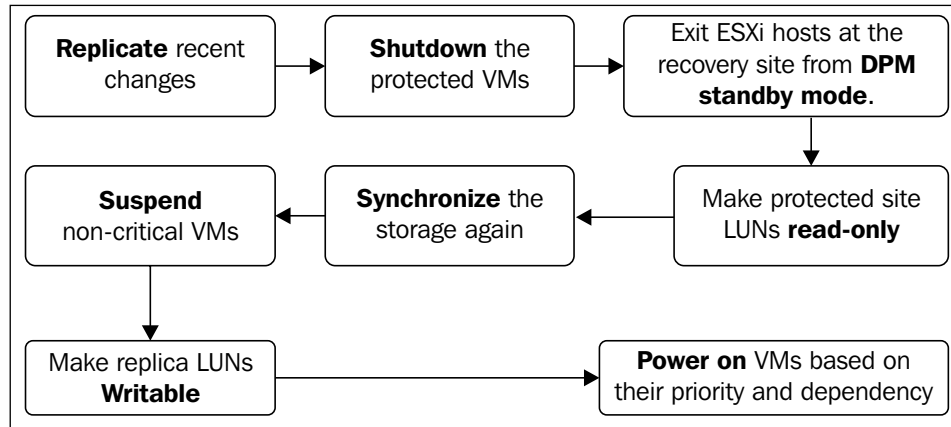 Replicate recent
changes
Shutdown the
protected VMs
Exit ESXi hosts at the
recovery site from DPM
standby mode.
Make protected site
LUNs read-only
Synchronize the
storage again
Suspend
non-critical VMs
Make replica LUNs
Writable
Power on VMs based on
their priority and dependency